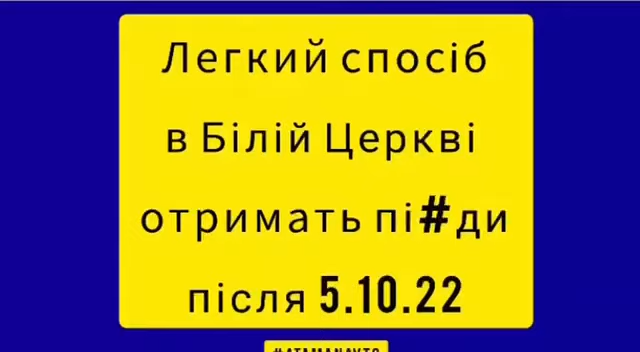 Легкий спосіб
в Білій Церкві
отримать пі#ди
після 5.10.22